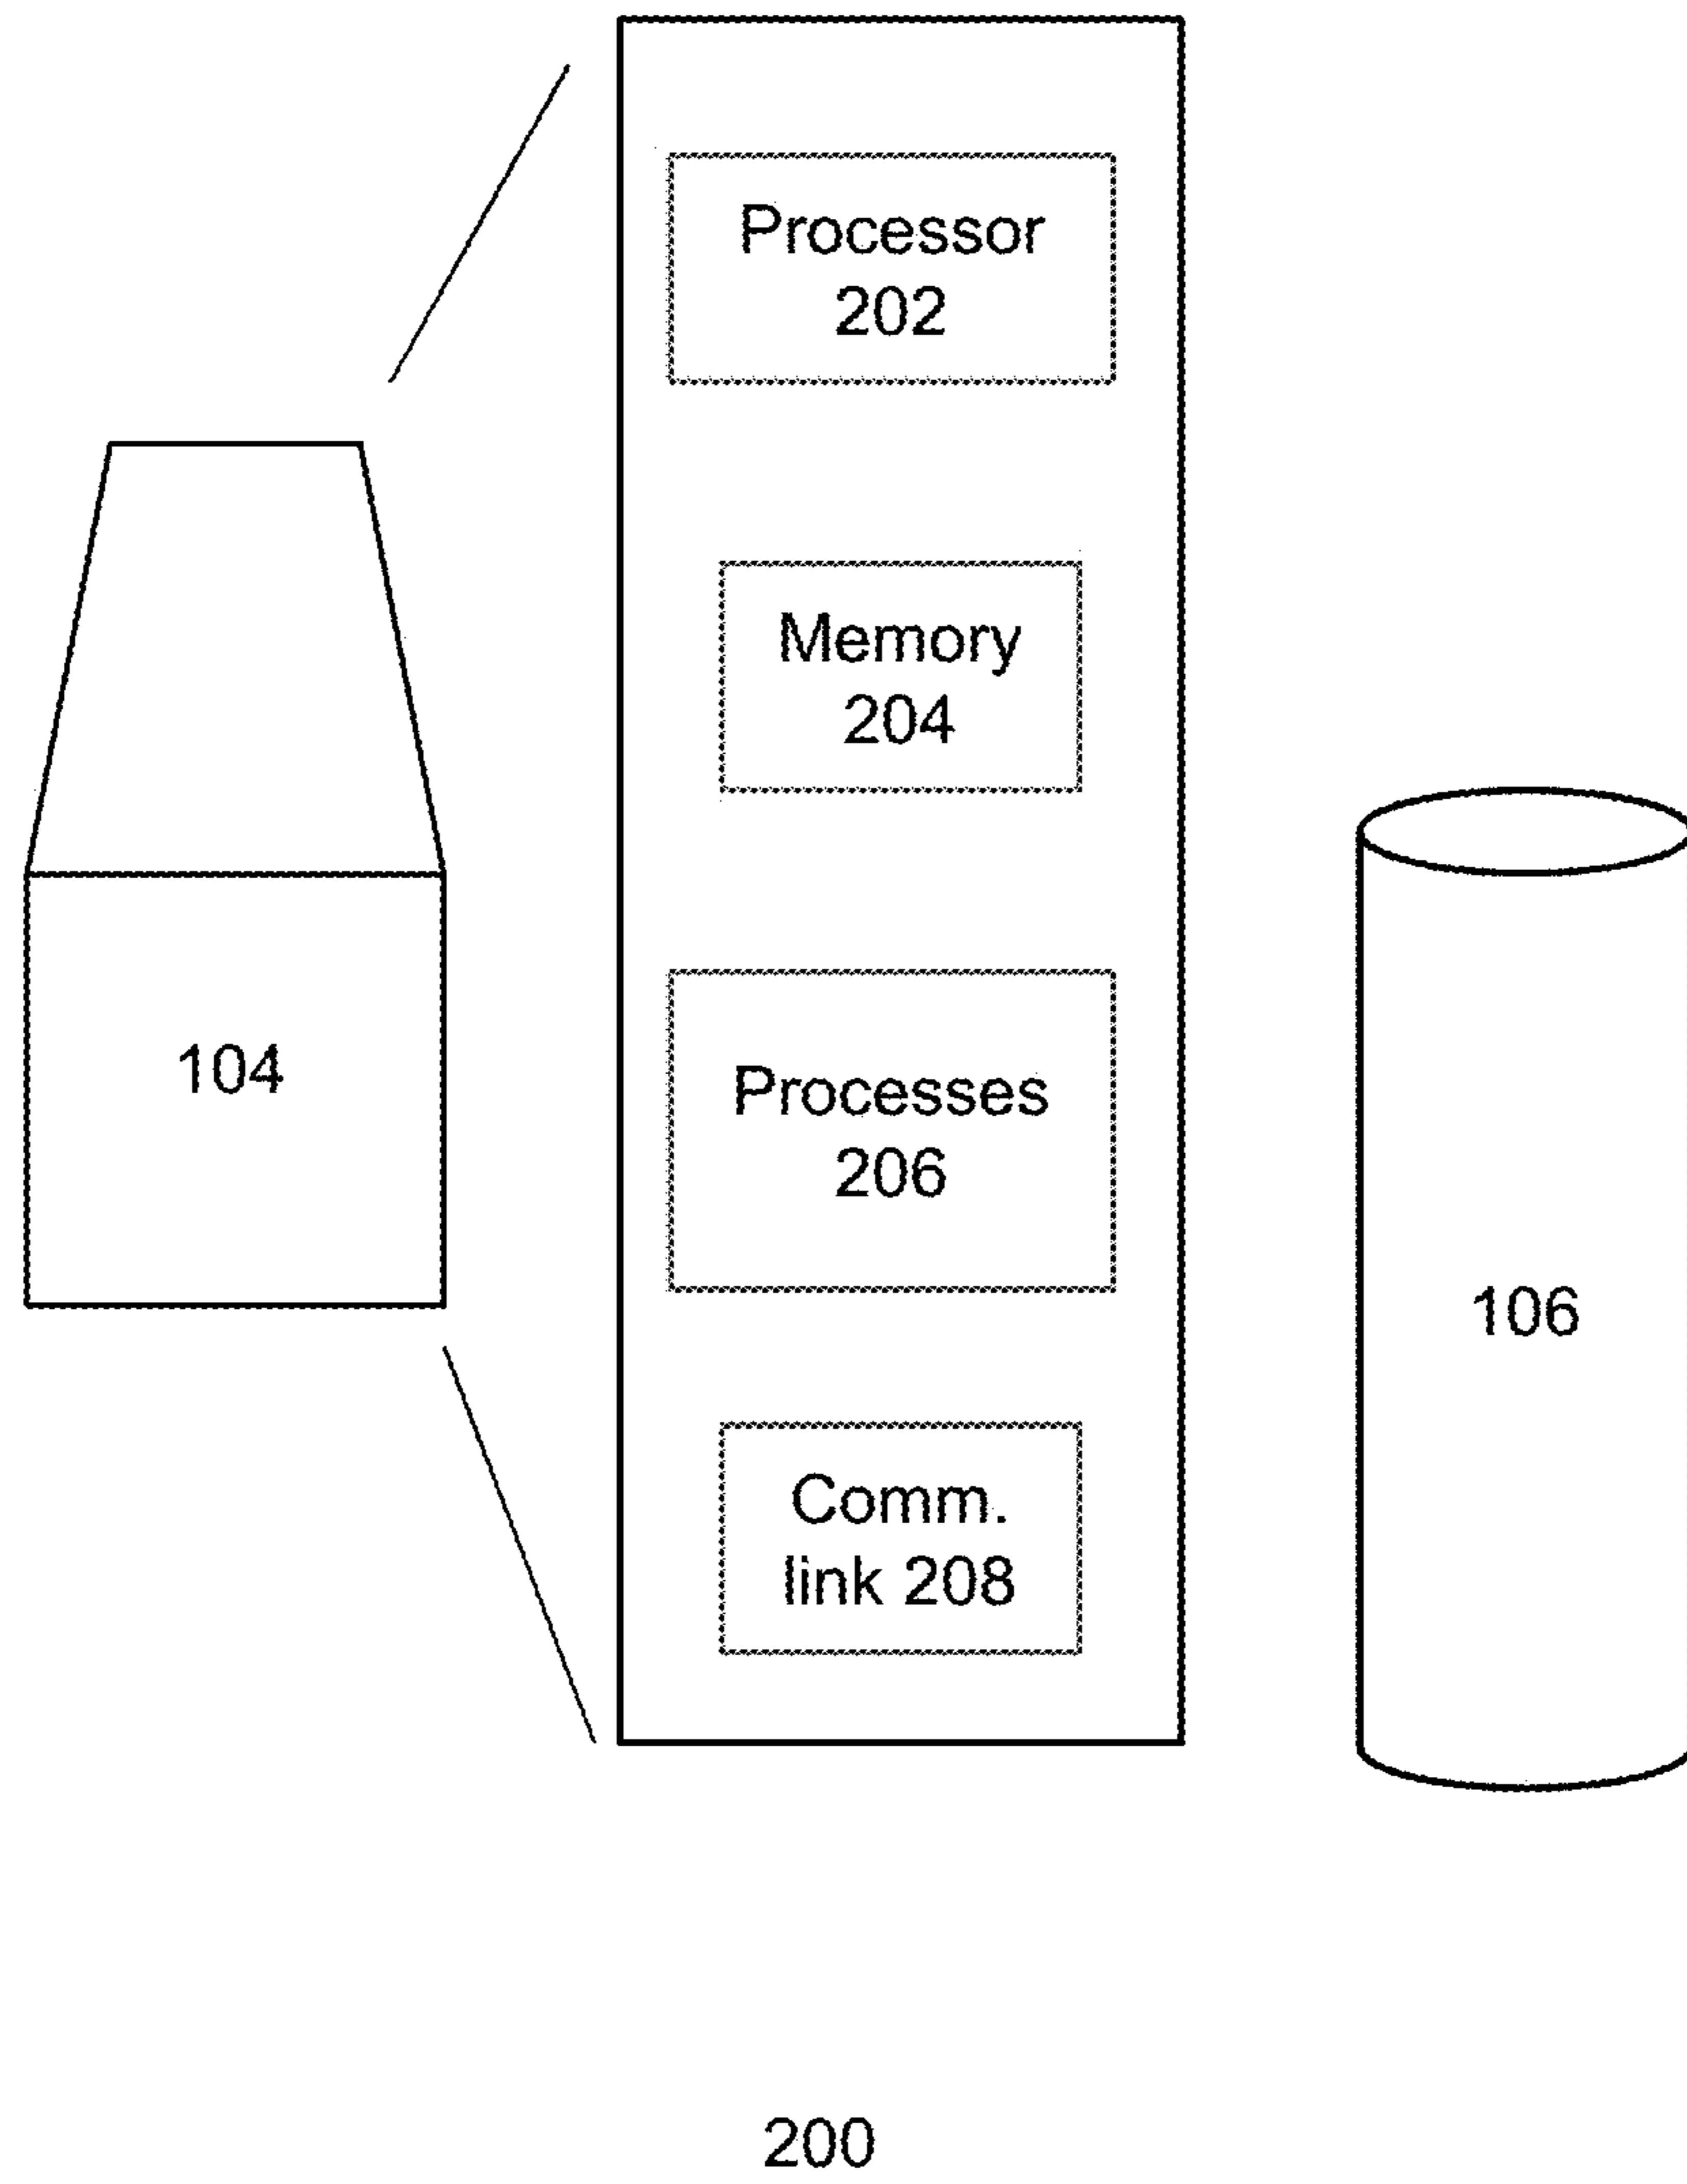 Processor
202
Memory
204
104
Processes
206
106
Comm.
link 208
200